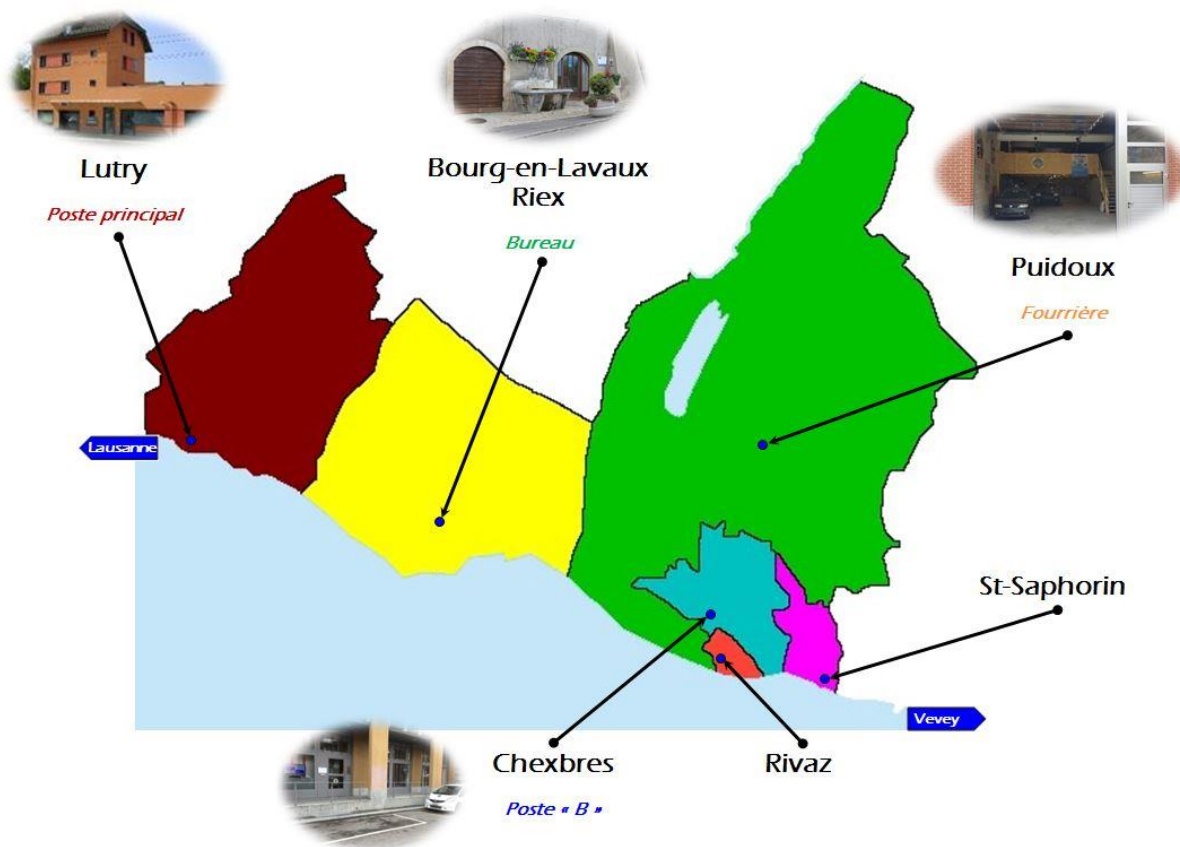 Lutry
Poste principal
Bourg-en-Lavaux
Riex
Bureau
Puidoux
Fourrière
Lausanne
St-Saphorin
Vevey
Chexbres
Poste « B »
Rivaz